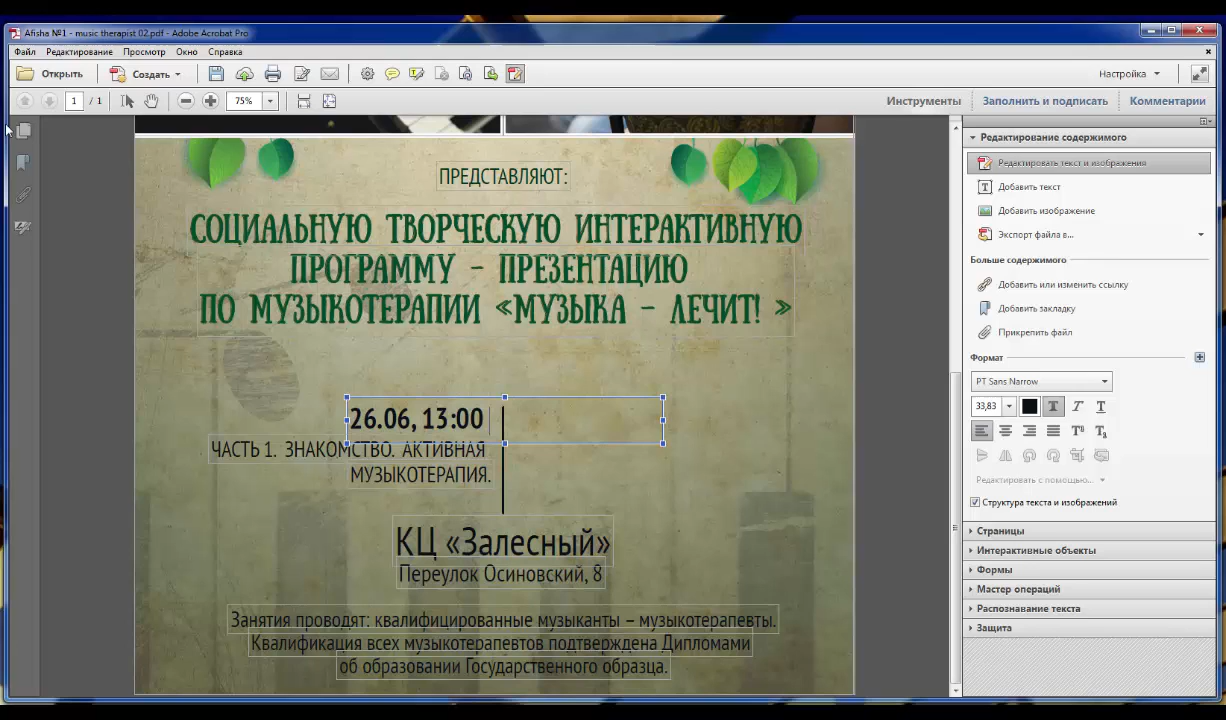 Afisha №1 - music therapist 02.pdf - Adobe Acrobat Pro
Файл Редактирование Просмотр Окно Справка
Открыть Создать Настройка
1 / 1 75% Инструменты Заполнить и подписать Комментарии
ПРЕДСТАВЛЯЮТ:
СОЦИАЛЬНУЮ ТВОРЧЕСКУЮ ИНТЕРАКТИВНУЮ
ПРОГРАММУ - ПРЕЗЕНТАЦИЮ
ПО МУЗЫКОТЕРАПИИ «МУЗЫКА - ЛЕЧИТ! »
26.06, 13:00
ЧАСТЬ 1. ЗНАКОМСТВО. АКТИВНАЯ
МУЗЫКОТЕРАПИЯ.
КЦ «Залесный»
Переулок Осиновский, 8
Занятия проводят: квалифицированные музыканты – музыкотерапевты.
Квалификация всех музыкотерапевтов подтверждена Дипломами
об образовании Государственного образца.
Редактирование содержимого
Редактировать текст и изображения
Добавить текст
Добавить изображение
Экспорт файла в...
Больше содержимого
Добавить или изменить ссылку
Добавить закладку
Прикрепить файл
Формат
PT Sans Narrow
33,83
Редактировать с помощью...
Структура текста и изображений
Страницы
Интерактивные объекты
Формы
Мастер операций
Распознавание текста
Защита